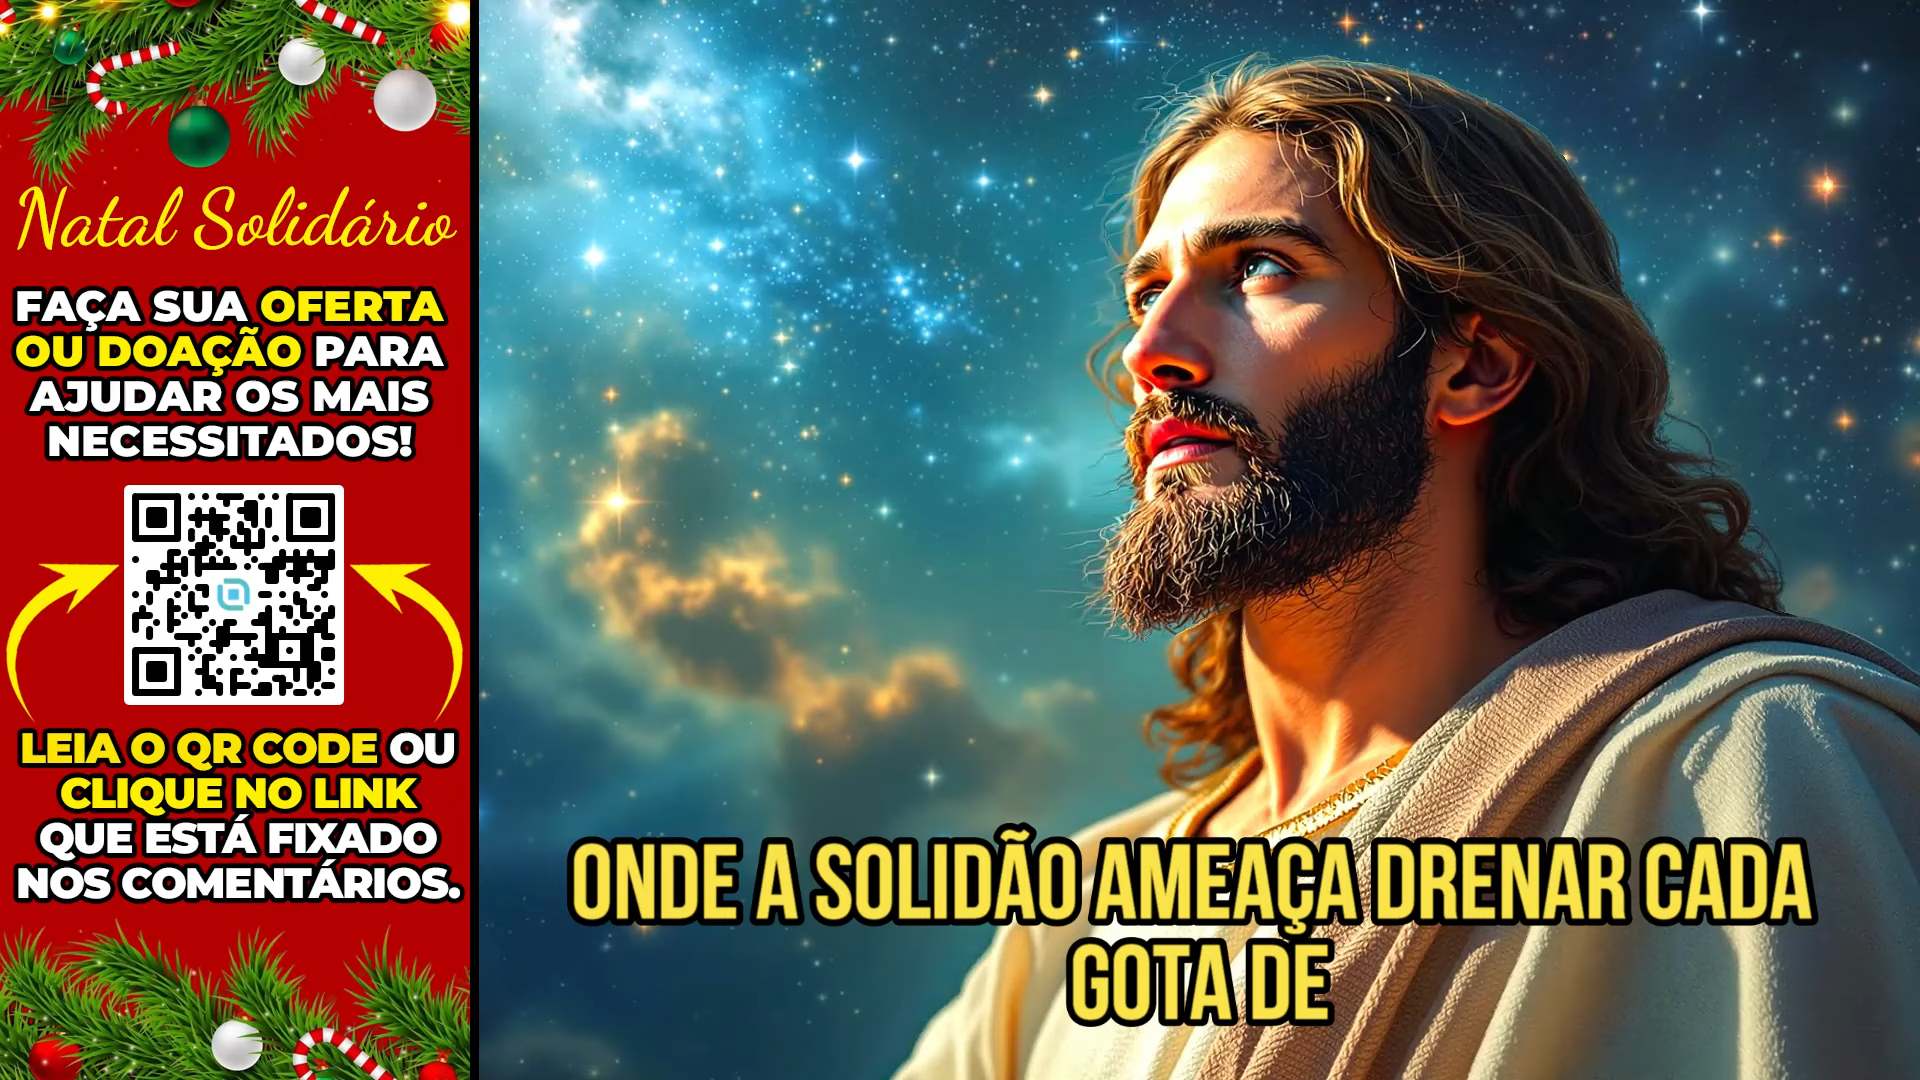 Natal Solidário
FAÇA SUA OFERTA
OU DOAÇÃO PARA
AJUDAR OS MAIS
NECESSITADOS!
LEIA O QR CODE OU
CLIQUE NO LINK
QUE ESTÁ FIXADO
NOS COMENTÁRIOS.
ONDE A SOLIDÃO AMEAÇA DRENAR CADA
GOTA DE